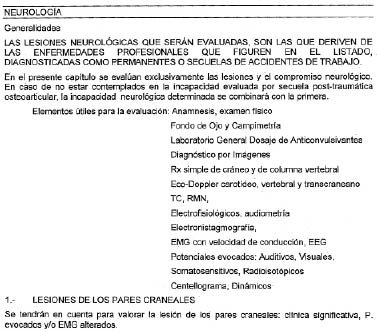 NEUROLOGÍA
Generalidades
LAS LESIONES NEUROLÓGICAS QUE SERÁN EVALUADAS, SON LAS QUE DERIVEN DE
LAS ENFERMEDADES PROFESIONALES QUE FIGUREN EN EL LISTADO,
DIAGNOSTICADAS COMO PERMANENTES O SECUELAS DE ACCIDENTES DE TRABAJO.
En el presente capítulo se evalúan exclusivamente las lesiones y el compromiso neurológico.
En caso de no estar contemplados en la incapacidad evaluada por secuela post-traumática
osteoarticular, la incapacidad neurológica determinada se combinará con la primera.
Elementos útiles para la evaluación: Anamnesis, examen físico
Fondo de Ojo y Campimetría
Laboratorio General Dosaje de Anticonvulsivantes
Diagnóstico por Imágenes
Rx simple de cráneo y de columna vertebral
Eco-Doppler carotídeo, vertebral y transcraneano
TC, RMN,
Electrofisiológicos, audiometría
Electronistagmografía,
EMG con velocidad de conducción, EEG
Potenciales evocados: Auditivos, Visuales,
Somatosensitivos, Radioisotópicos
Centellograma, Dinámicos
1.- LESIONES DE LOS PARES CRANEALES
Se tendrán en cuenta para valorar la lesión de los pares craneales: clínica significativa, P.
evocados y/o EMG alterados.